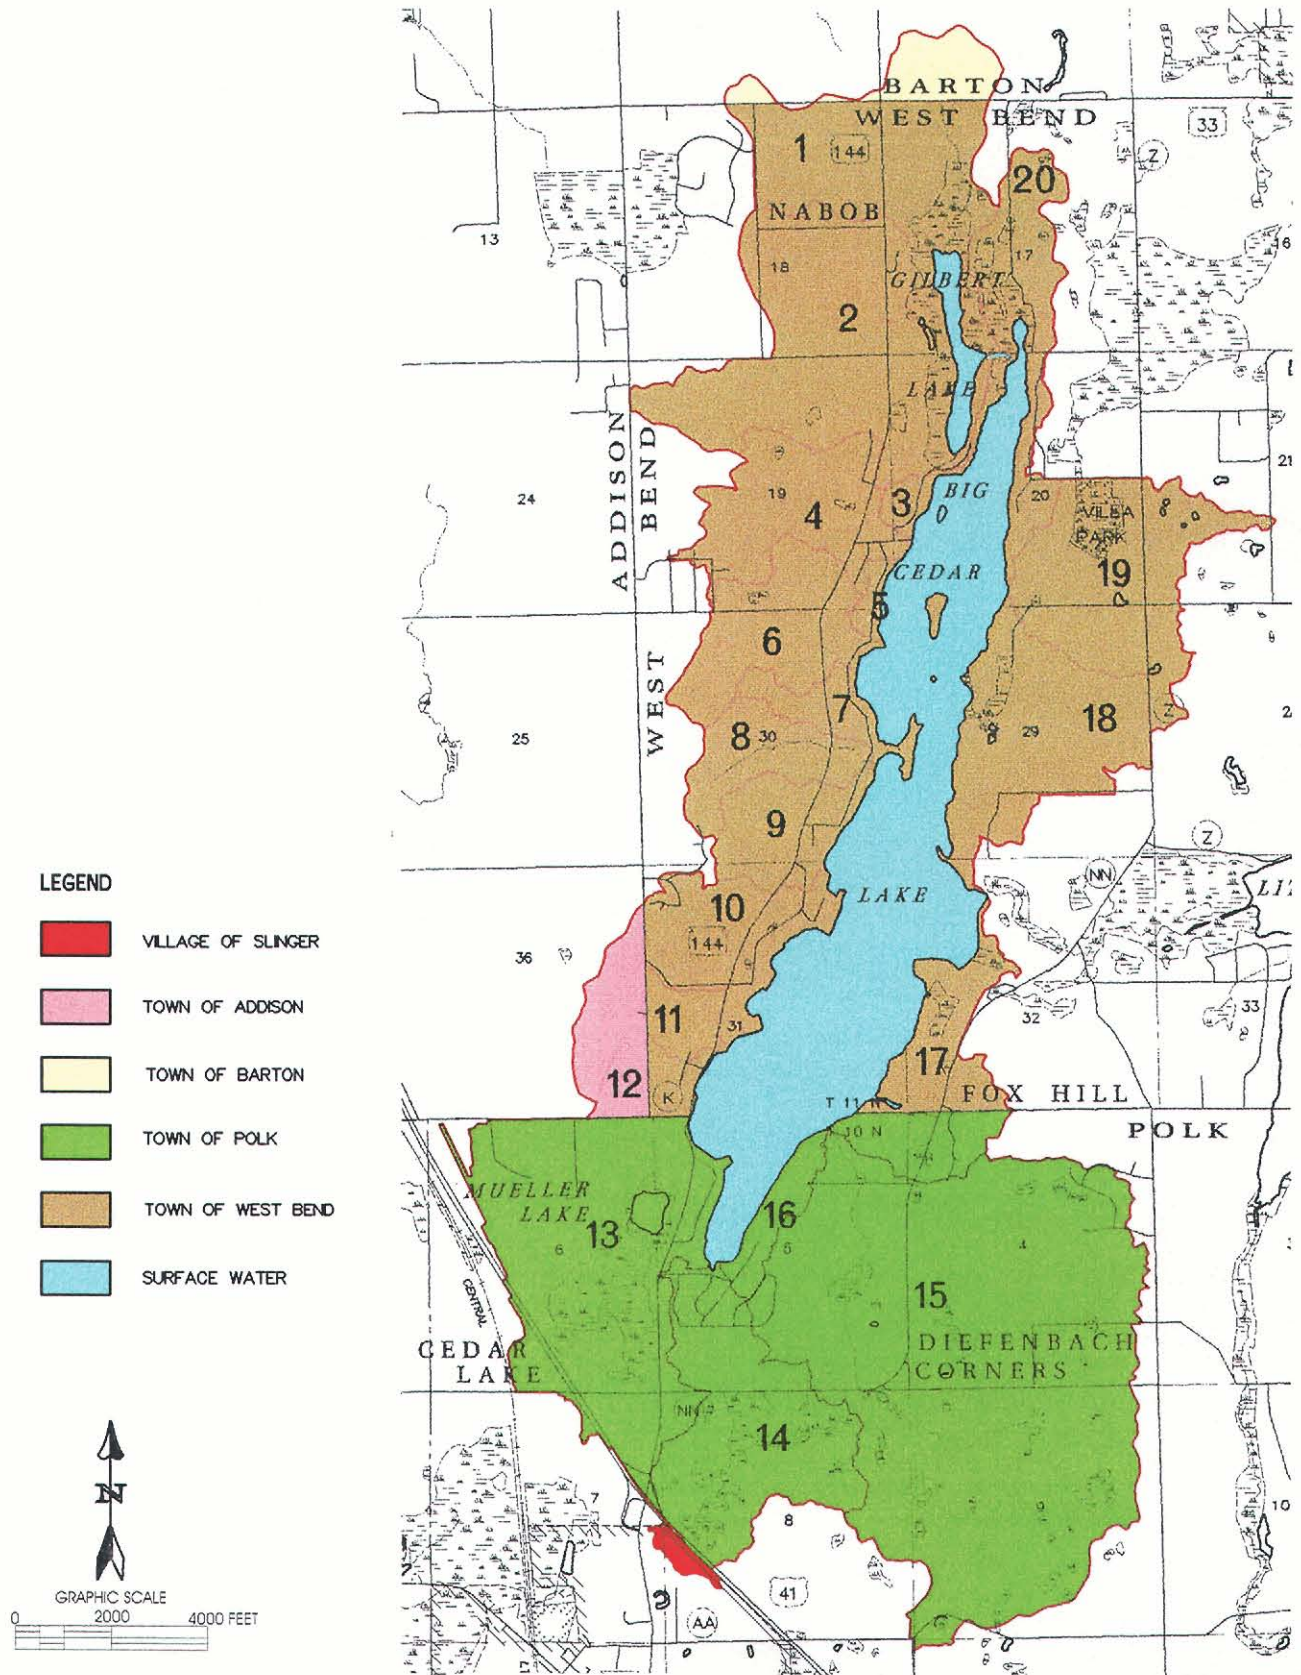 BARTON
WEST BEND
33
1
144
Z
20
NABOB
13
16
18
17
GILBERT
2
LAKE
ADDISON
BEND
21
BIG
24
19
4
3
20
VILLA
PARK
CEDAR
19
5
6
WEST
7
18
Z
25
8
30
29
9
Z
LEGEND
NN
LAKE
10
144
VILLAGE OF SLINGER
36
TOWN OF ADDISON
11
31
32
33
17
TOWN OF BARTON
12
K
T 11 N
FOX HILL
TOWN OF POLK
10 N
POLK
MUELLER
LAKE
TOWN OF WEST BEND
13
16
6
5
4
SURFACE WATER
CENTRAL
15
CEDAR
LAKE
DIEFENBACH
CORNERS
NN
14
N
7
8
9
10
GRAPHIC SCALE
0 2000 4000 FEET
41
AA
17